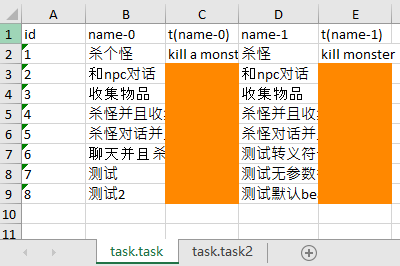 A B C D E
1 id name-0 t(name-0) name-1 t(name-1)
2 1 杀个怪 kill a monst 杀怪 kill monster
3 2 和npc对话 和npc对话
4 3 收集物品 收集物品
5 4 杀怪并且收 杀怪并且收
6 5 杀怪对话并 杀怪对话并
7 6 聊天并且杀 测试转义符
8 7 测试 测试无参数
9 8 测试2 测试默认be
10
11
task.task task.task2